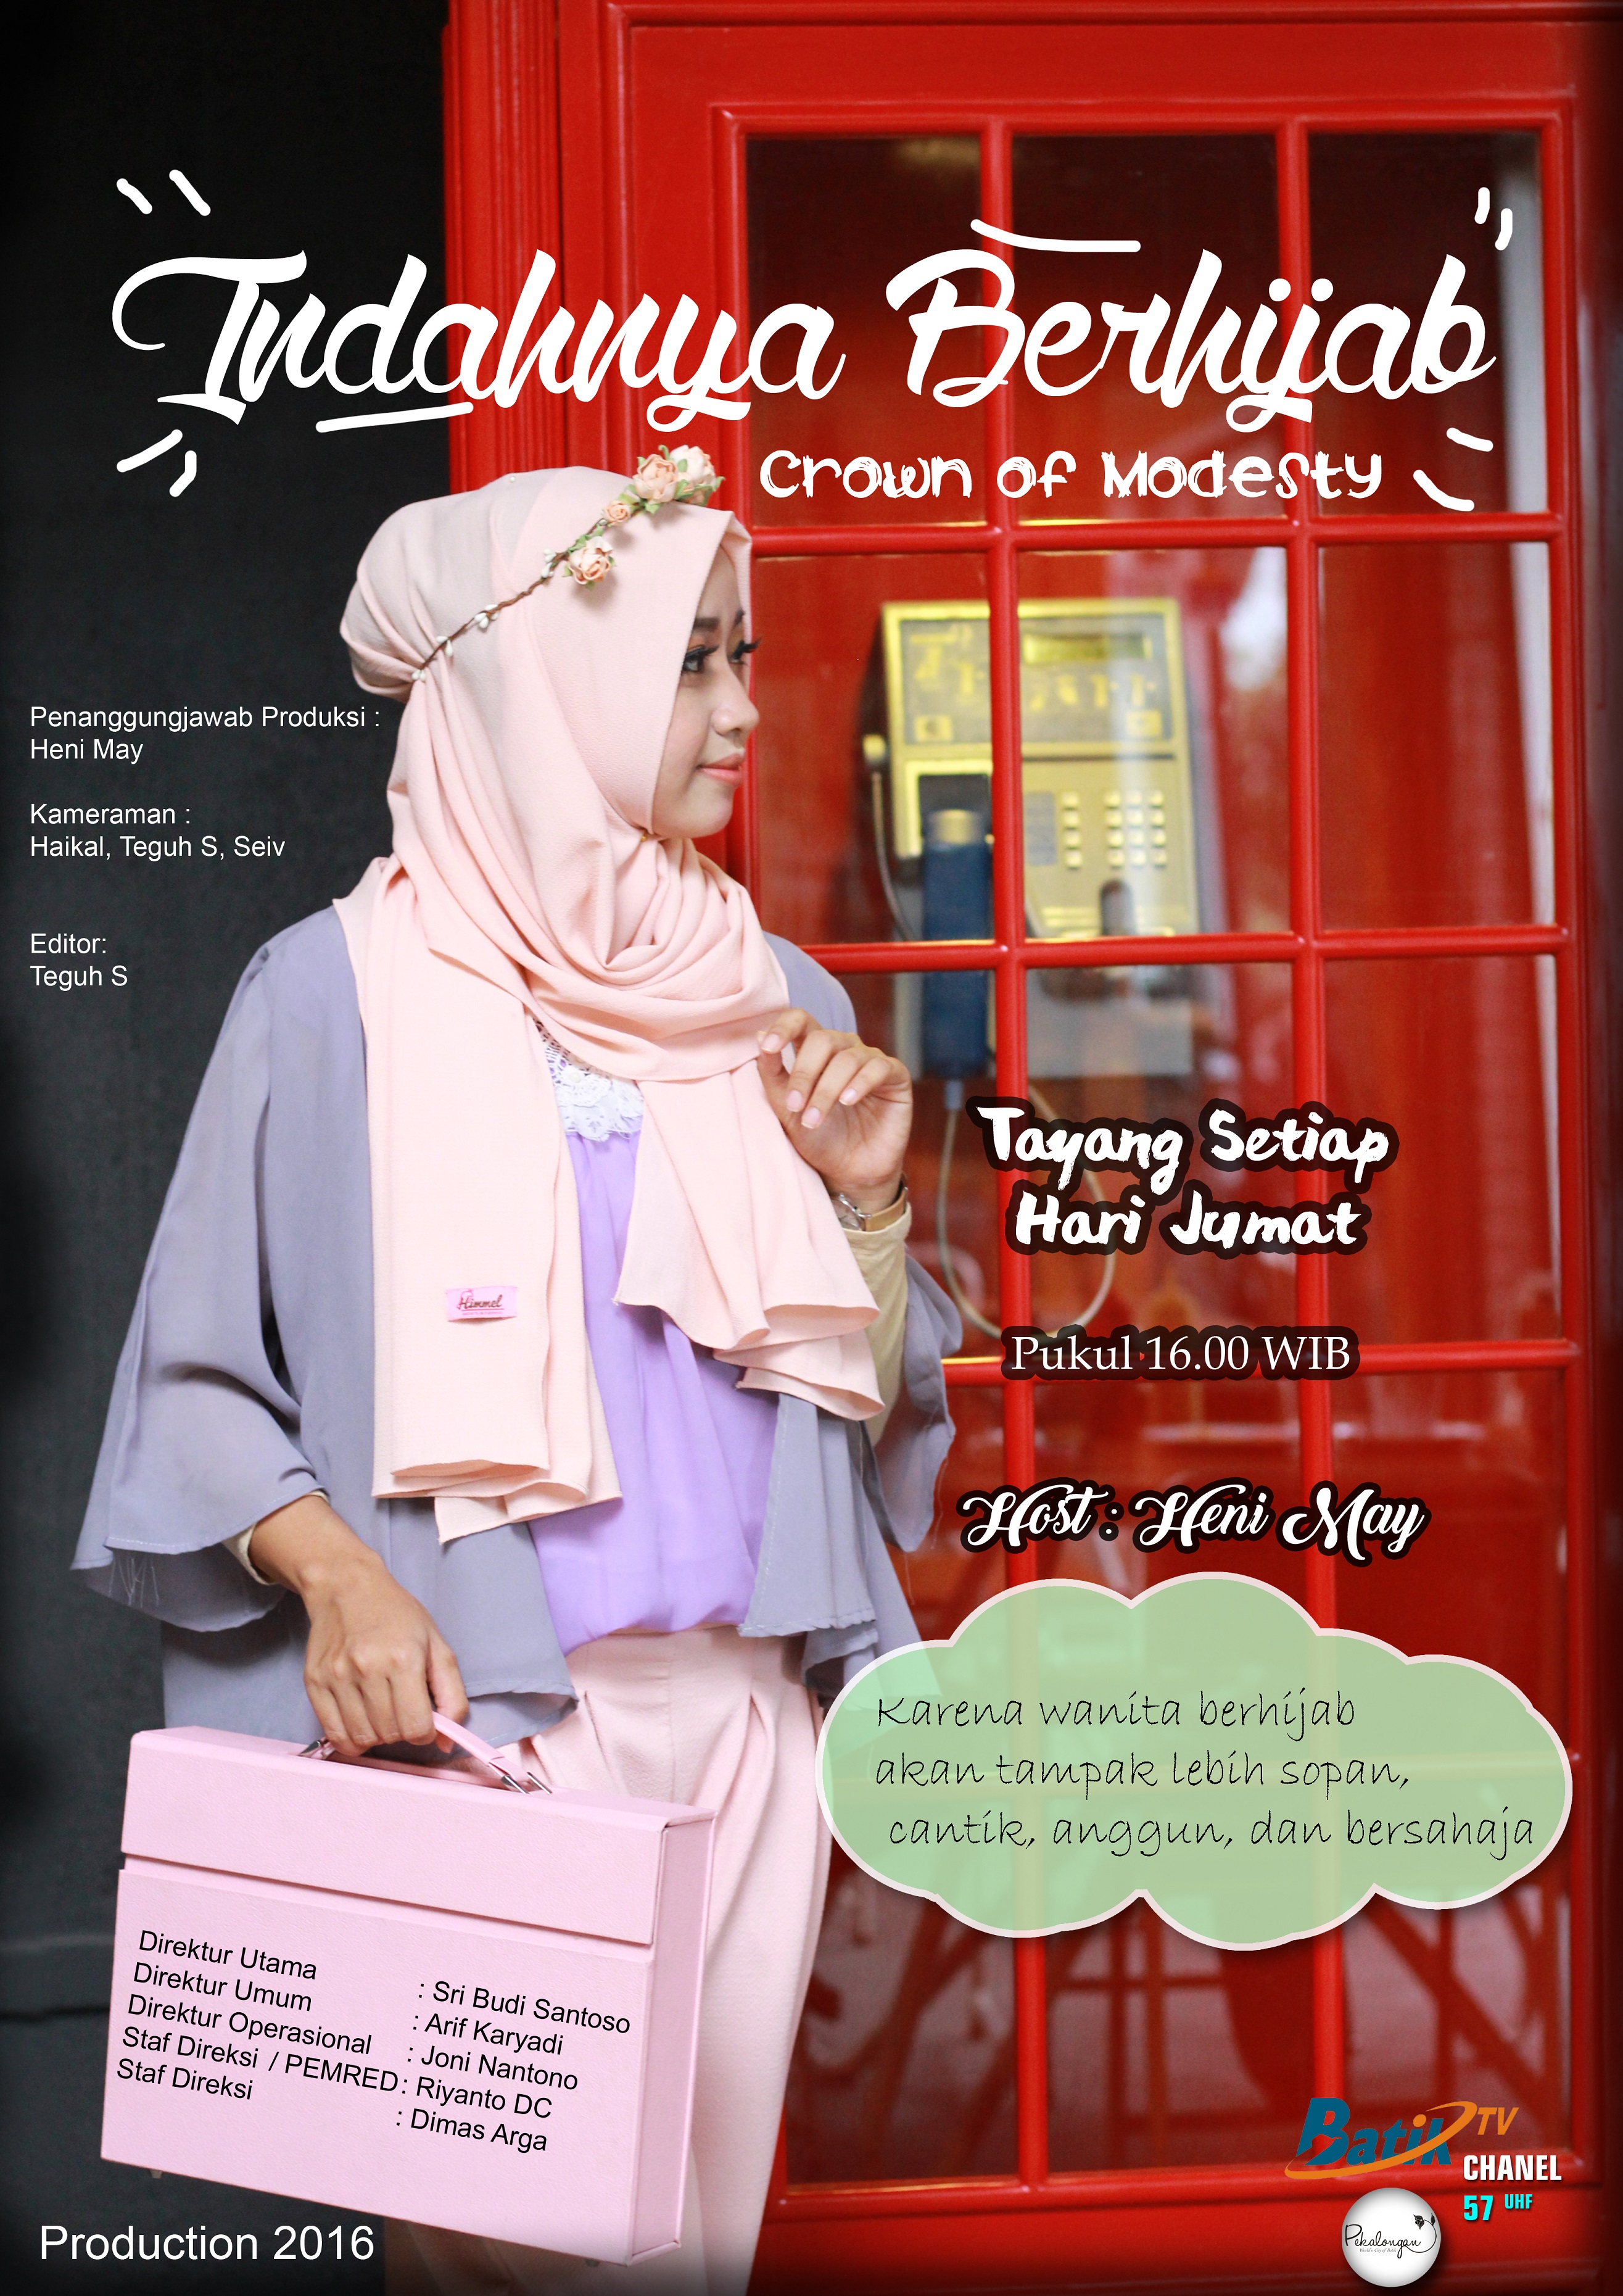 Indahnya Berhijab
Crown of Modesty
Penanggungjawab Produksi :
Heni May
Kameraman :
Haikal, Teguh S, Seiv
Editor:
Teguh S
Tayang Setiap
Hari Jumat
Pukul 16.00 WIB
Host : Heni May
Himmel
Karena wanita berhijab
akan tampak lebih sopan,
cantik, anggun, dan bersahaja
Direktur Utama : Sri Budi Santoso
Direktur Umum : Arif Karyadi
Direktur Operasional : Joni Nantono
Staf Direksi / PEMRED : Riyanto DC
Staf Direksi : Dimas Arga
Batik TV
CHANEL
57 UHF
Pekalongan
Production 2016